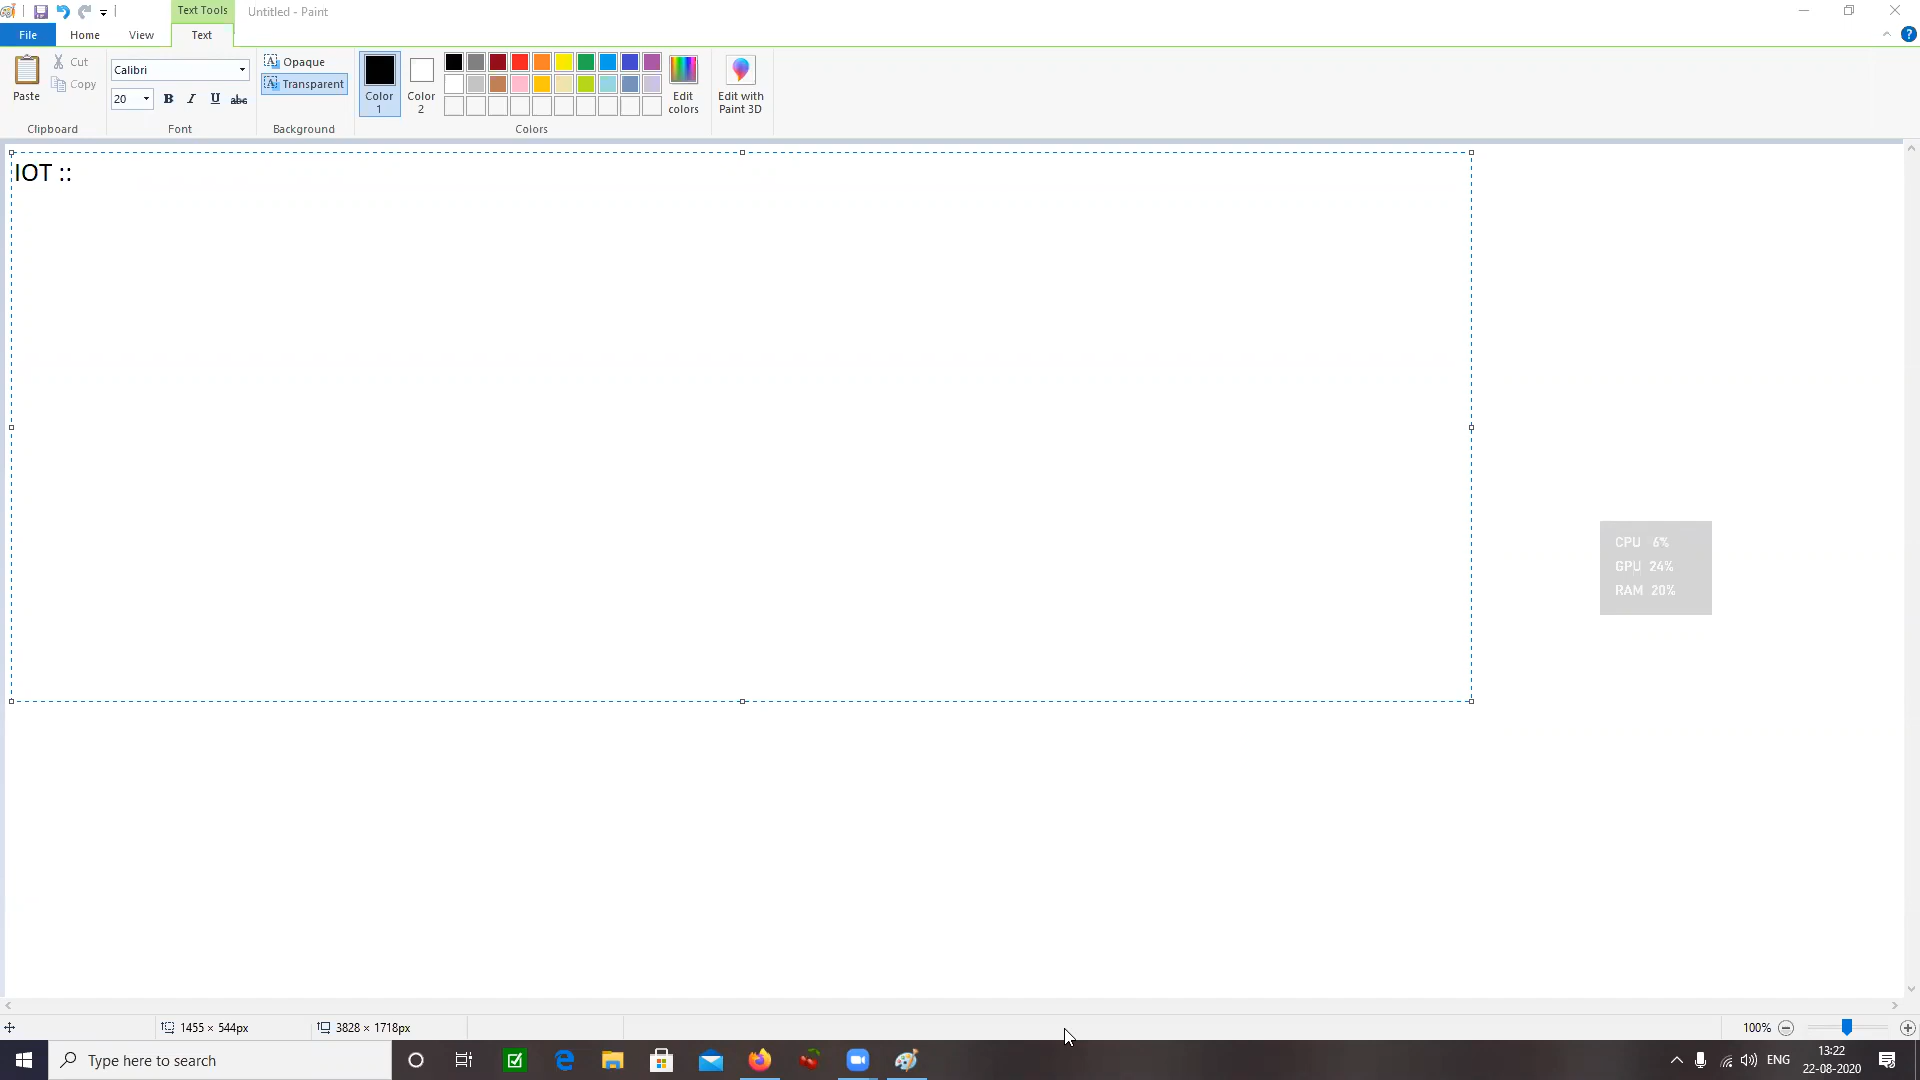 Text Tools
Untitled - Paint
File
Home
View
Text
Paste
Cut
Copy
Clipboard
Calibri
20
B I U abc
Font
Opaque
Transparent
Background
Color 1
Color 2
Edit colors
Colors
Edit with Paint 3D
IOT ::
CPU 6%
GPU 24%
RAM 20%
1455 × 544px
3828 × 1718px
100%
Type here to search
ENG
13:22
22-08-2020